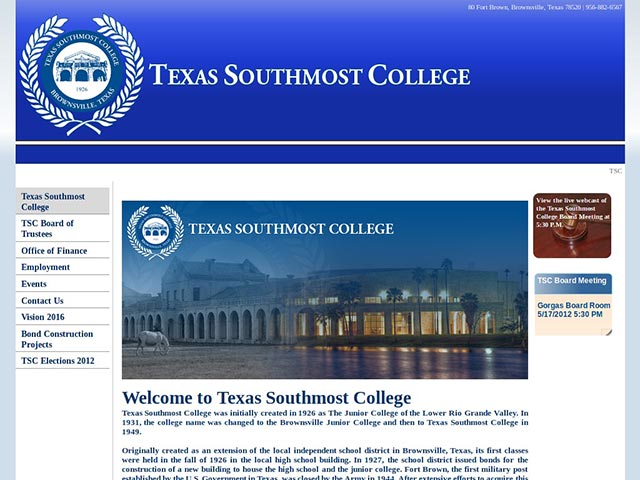 80 Fort Brown, Brownsville, Texas 78520 | 956-882-6567
TEXAS SOUTHMOST COLLEGE
1926
BROWNSVILLE, TEXAS
TEXAS SOUTHMOST COLLEGE
TSC
Texas Southmost
College
TSC Board of
Trustees
Office of Finance
Employment
Events
Contact Us
Vision 2016
Bond Construction
Projects
TSC Elections 2012
TEXAS SOUTHMOST COLLEGE
Welcome to Texas Southmost College
Texas Southmost College was initially created in 1926 as The Junior College of the Lower Rio Grande Valley. In
1931, the college name was changed to the Brownsville Junior College and then to Texas Southmost College in
1949.
Originally created as an extension of the local independent school district in Brownsville, Texas, its first classes
were held in the fall of 1926 in the local high school building. In 1927, the school district issued bonds for the
construction of a new building to house the high school and the junior college. Fort Brown, the first military post
established by the U.S. Government in Texas, was closed by the Army in 1944. After extensive efforts to acquire this
View the live webcast of
the Texas Southmost
College Board Meeting at
5:30 P.M.
TSC Board Meeting
Gorgas Board Room
5/17/2012 5:30 PM